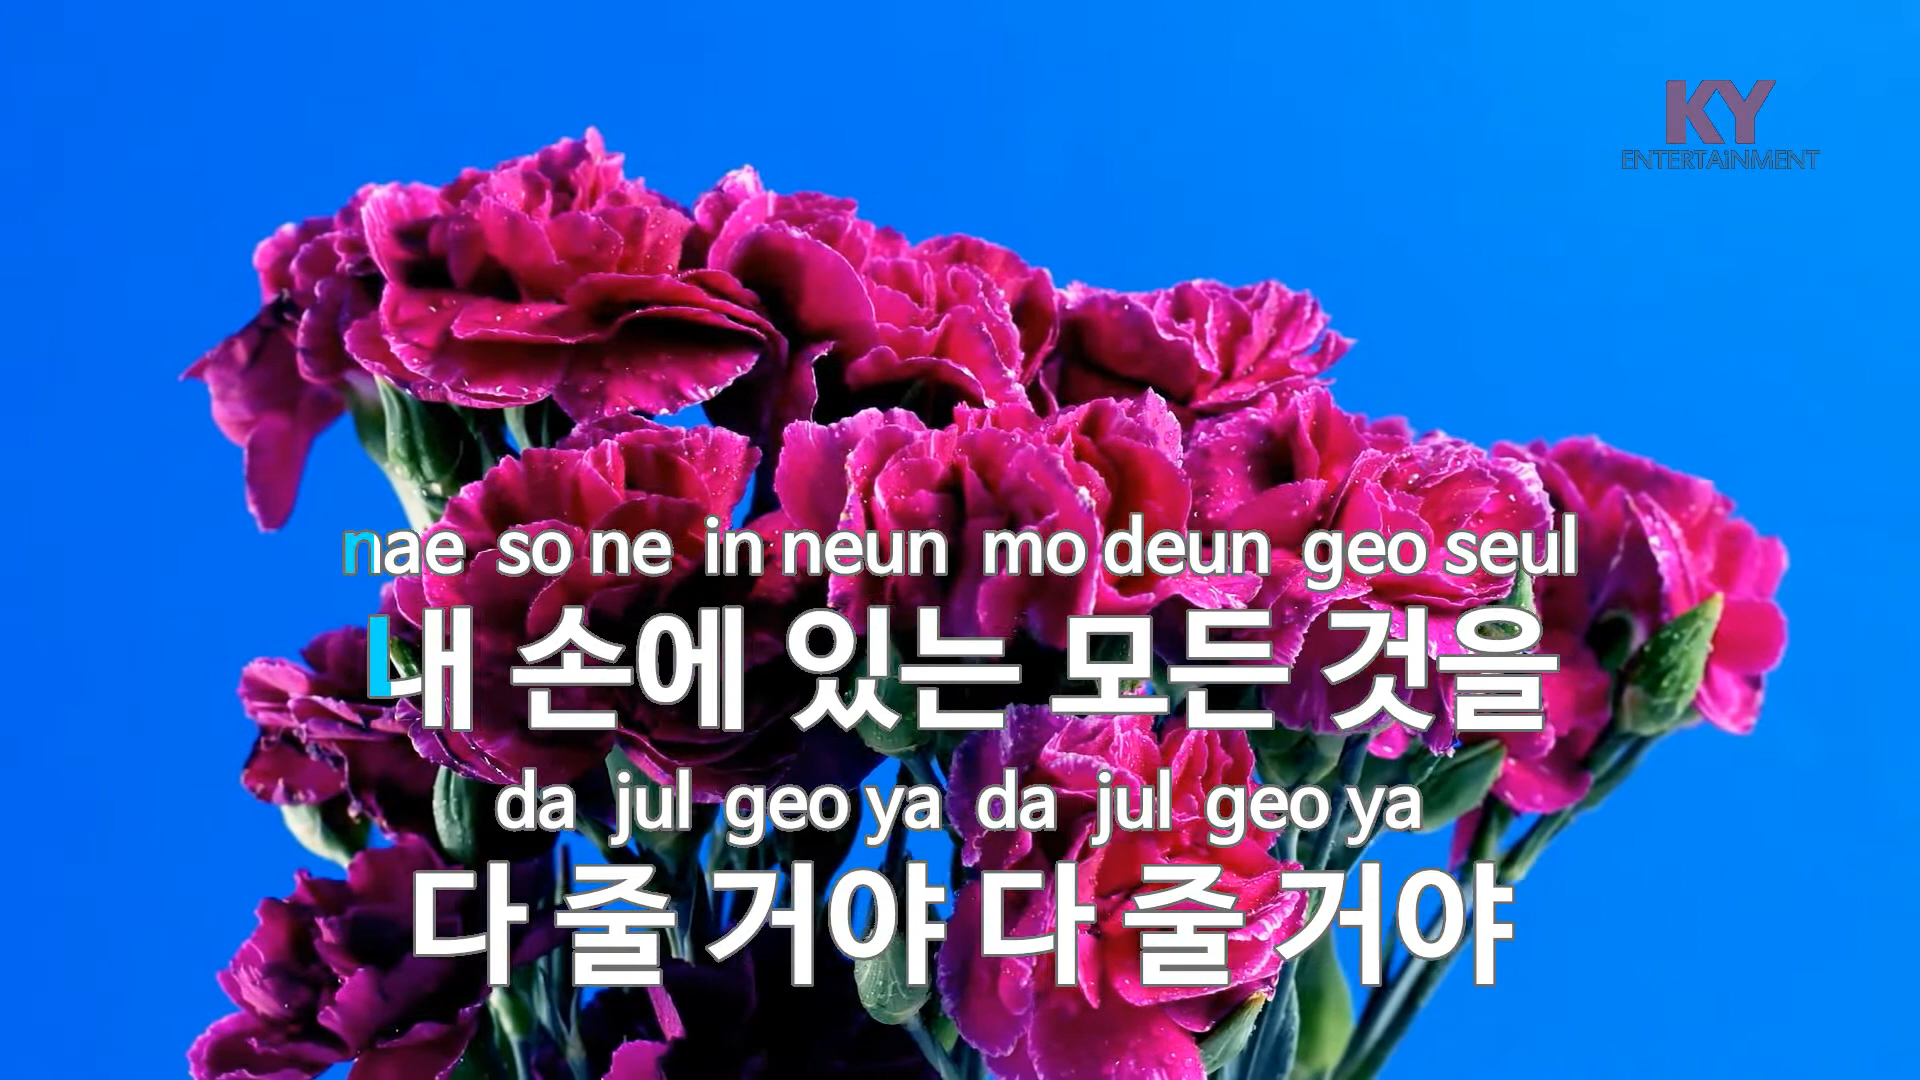 KY
ENTERTAiNMENT
nae so ne in neun mo deun geo seul
내 손에 있는 모든 것을
da jul geo ya da jul geo ya
다 줄 거야 다 줄 거야